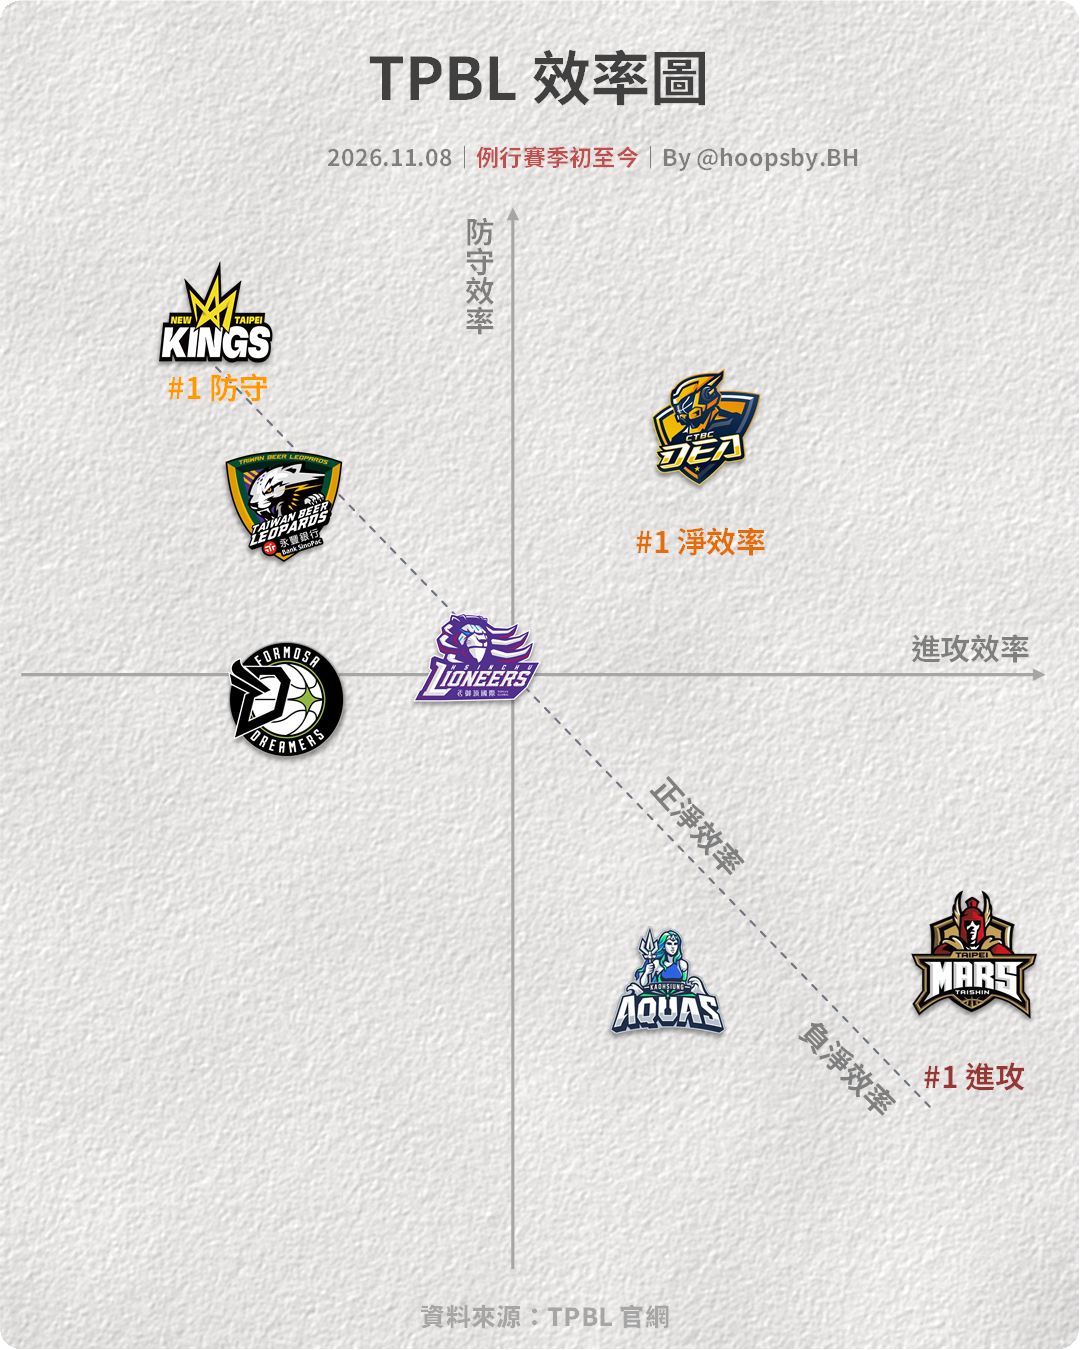 TPBL 效率圖
2026.11.08｜例行賽季初至今｜By @hoopsby.BH
防守效率
NEW TAIPEI
KINGS
#1 防守
CTBC
DEA
#1 淨效率
TAIWAN BEER LEOPARDS
TAIWAN BEER
LEOPARDS
永豐銀行
Bank SinoPac
進攻效率
HSINCHU
LIONEERS
御頂國際
FORMOSA
DREAMERS
正淨效率
負淨效率
KAOHSIUNG
AQUAS
TAIPEI
MARS
TAISHIN
#1 進攻
資料來源：TPBL 官網